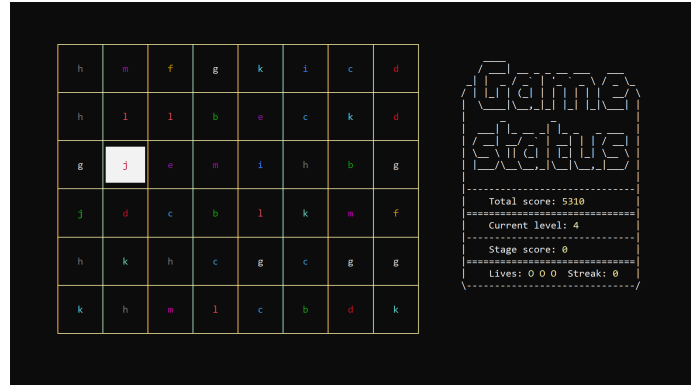 h m f g k i c d
h l l b e c k d
g j e m i h b g
j d c b l k m f
h k h c g c g g
k h m l c b d k
Game
status
Total score: 5310
Current level: 4
Stage score: 0
Lives: O O O Streak: 0